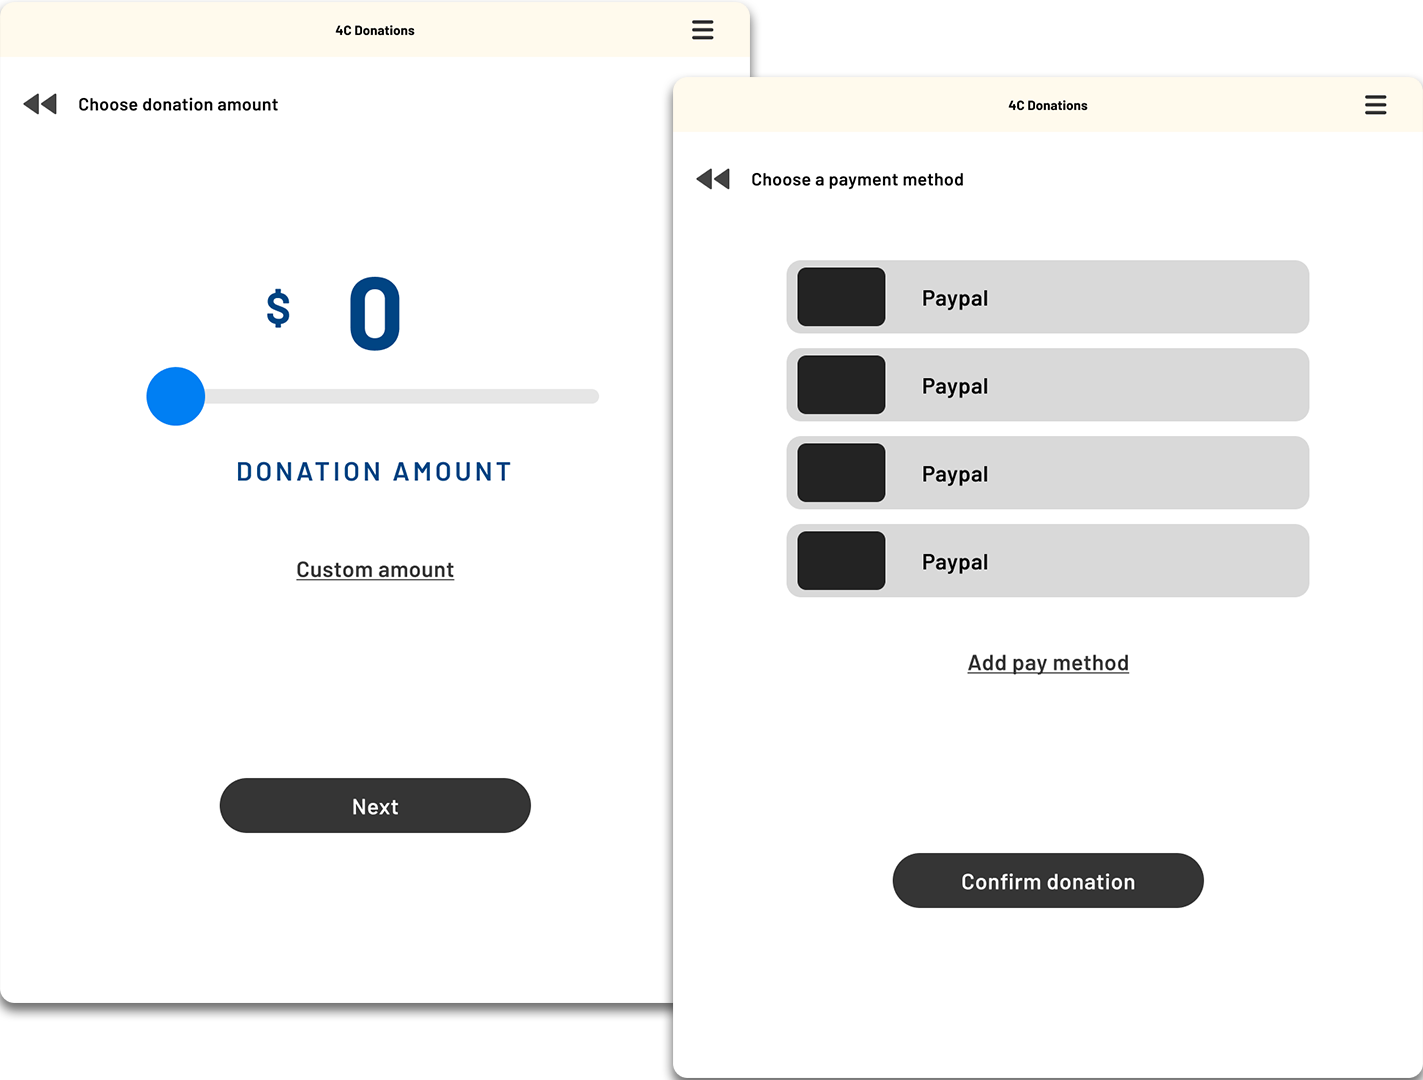 4C Donations
Choose donation amount
$ 0
DONATION AMOUNT
Custom amount
Next
4C Donations
Choose a payment method
Paypal
Paypal
Paypal
Paypal
Add pay method
Confirm donation